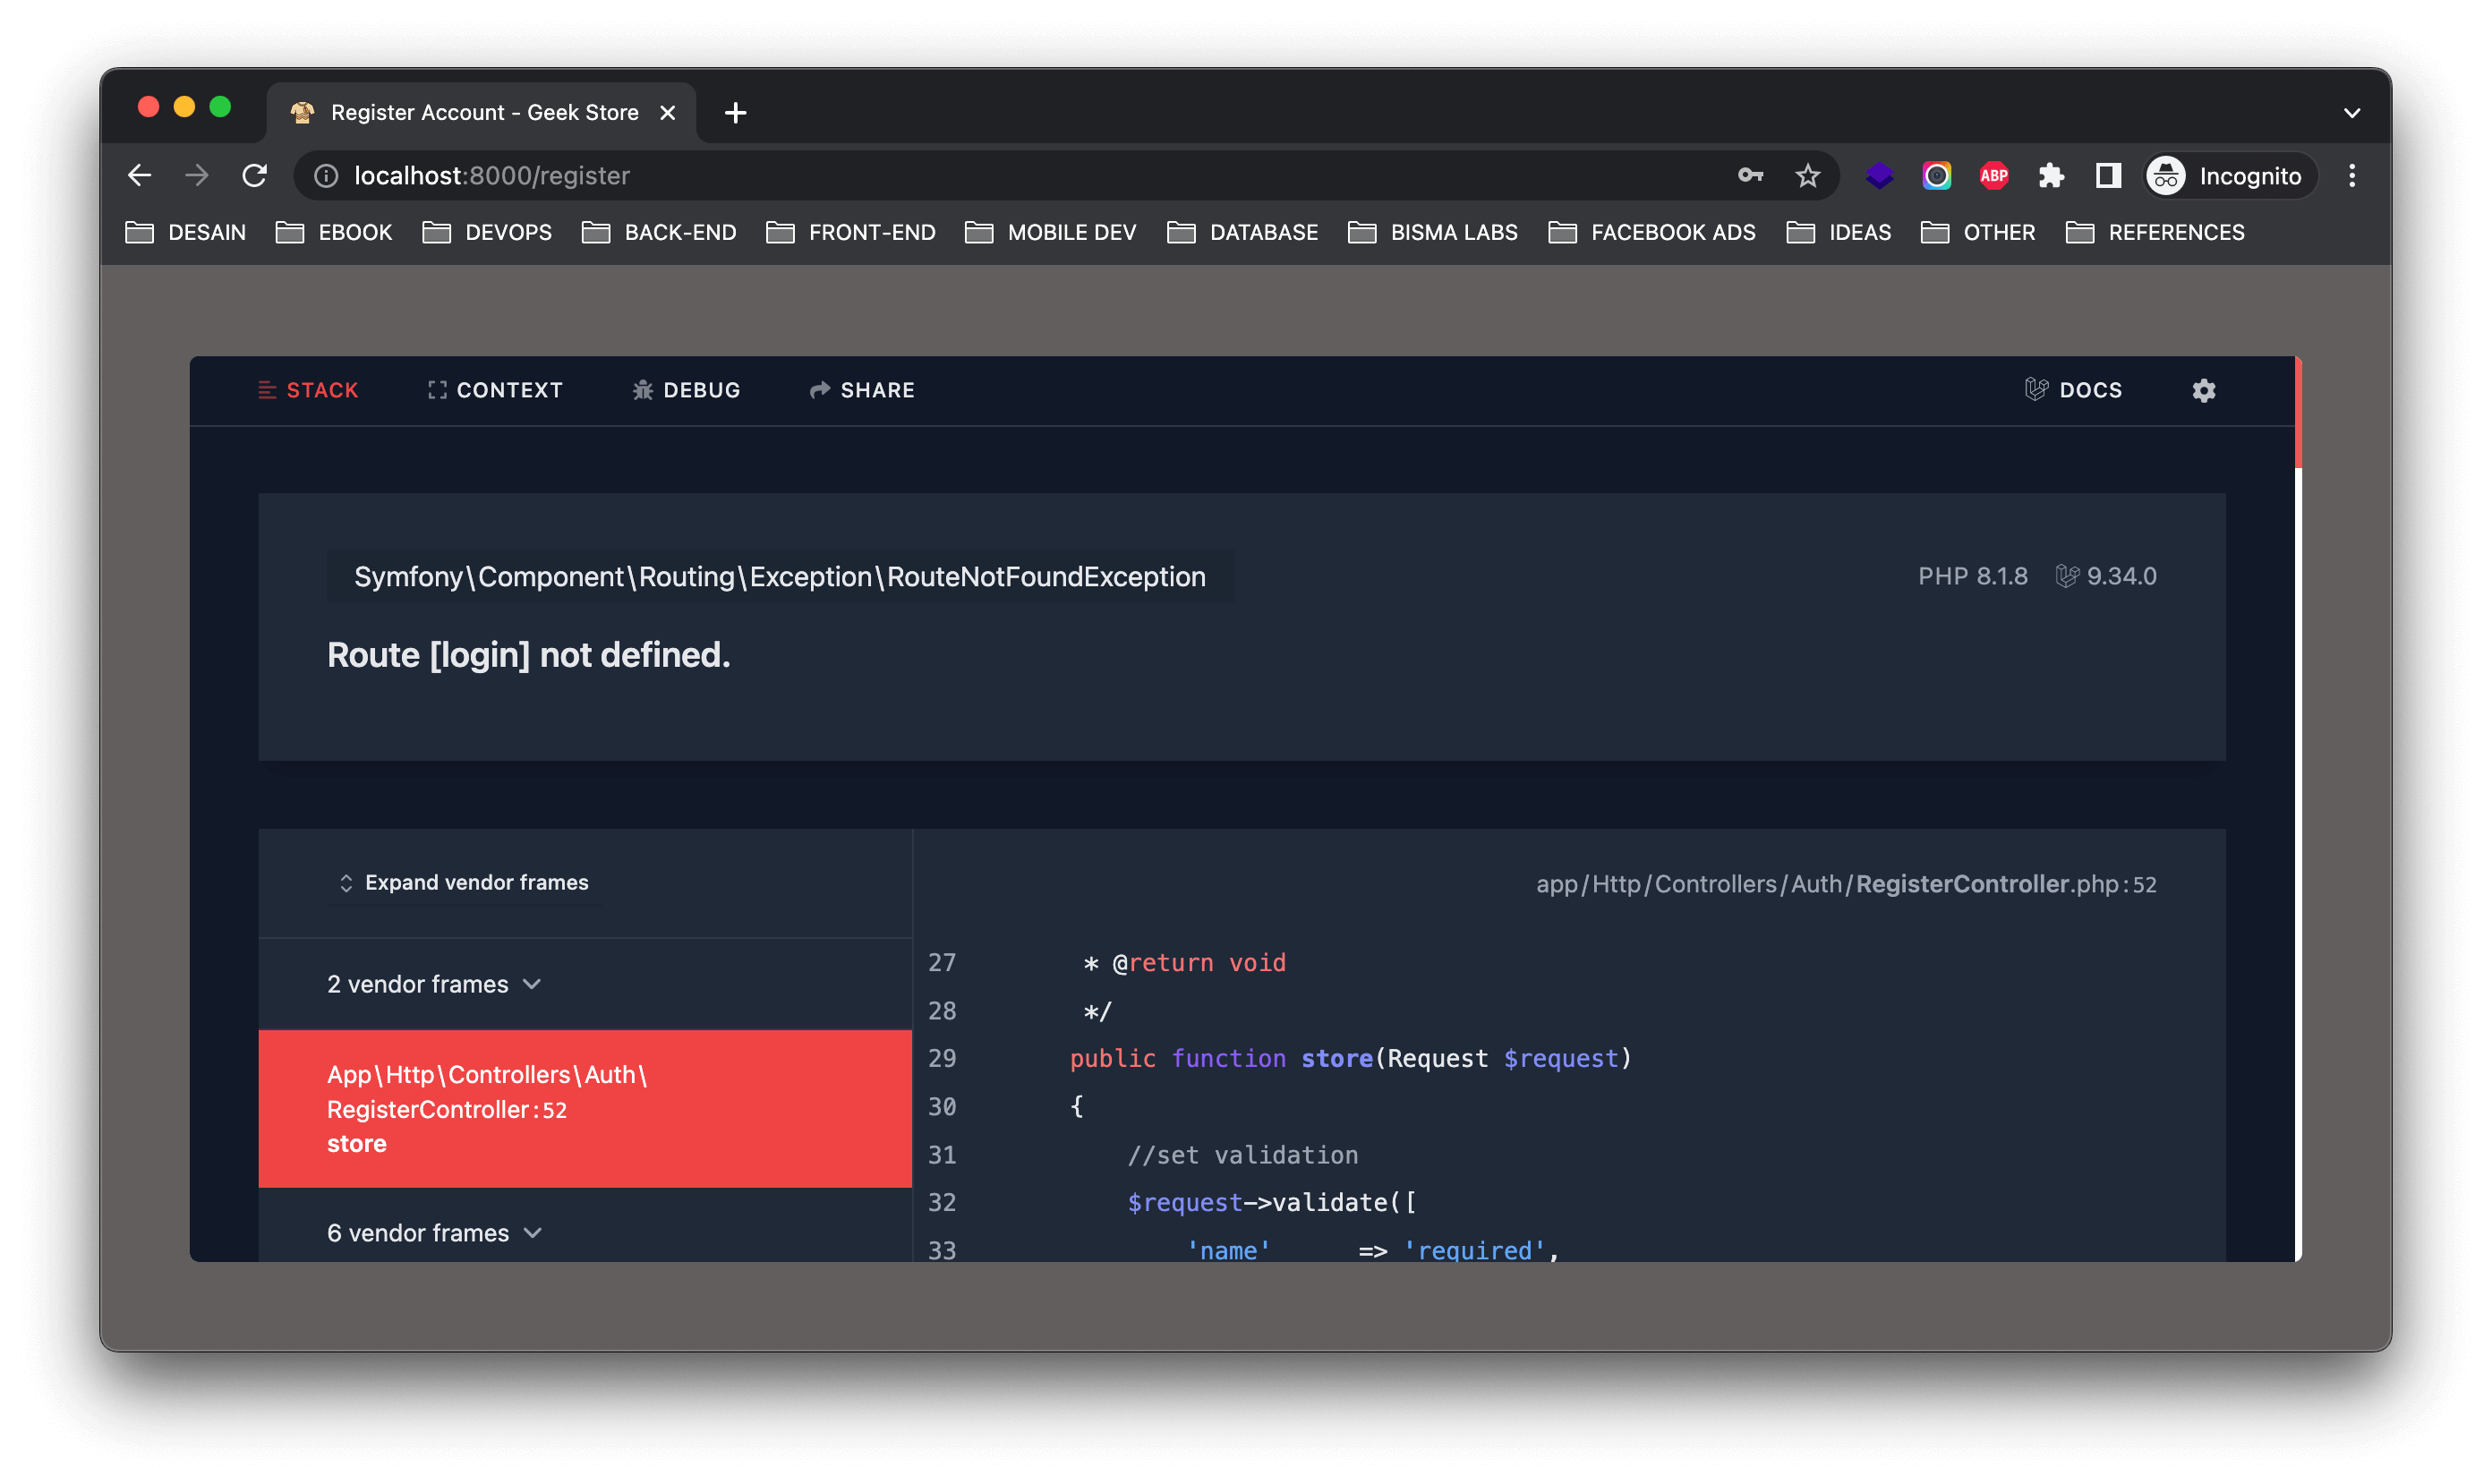 Register Account - Geek Store
localhost:8000/register
ABP
Incognito
DESAIN EBOOK DEVOPS BACK-END FRONT-END MOBILE DEV DATABASE BISMA LABS FACEBOOK ADS IDEAS OTHER REFERENCES
STACK CONTEXT DEBUG SHARE DOCS
Symfony\Component\Routing\Exception\RouteNotFoundException
PHP 8.1.8 9.34.0
Route [login] not defined.
Expand vendor frames
2 vendor frames
App\Http\Controllers\Auth\
RegisterController:52
store
6 vendor frames
app/Http/Controllers/Auth/RegisterController.php:52
27 * @return void
28 */
29 public function store(Request $request)
30 {
31 //set validation
32 $request->validate([
33 'name' => 'required',